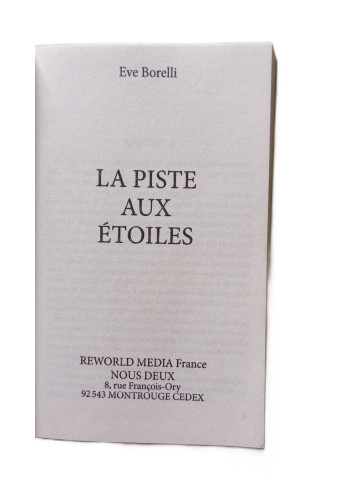 Eve Borelli
LA PISTE
AUX
ÉTOILES
REWORLD MEDIA France
NOUS DEUX
8, rue François-Ory
92 543 MONTROUGE CEDEX